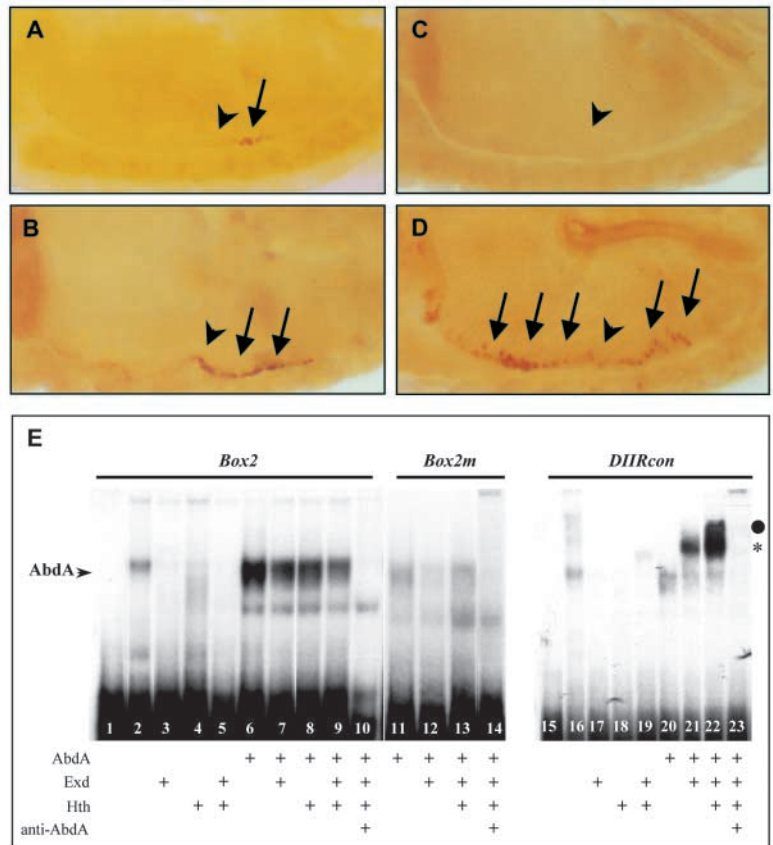 A
C
B
D
E
Box2 Box2m DllRcon
AbdA
●
*
1 2 3 4 5 6 7 8 9 10 11 12 13 14 15 16 17 18 19 20 21 22 23
AbdA + + + + + + + + + + + + +
Exd + + + + + + + + + + + +
Hth + + + + + + + + + + +
anti-AbdA + + +